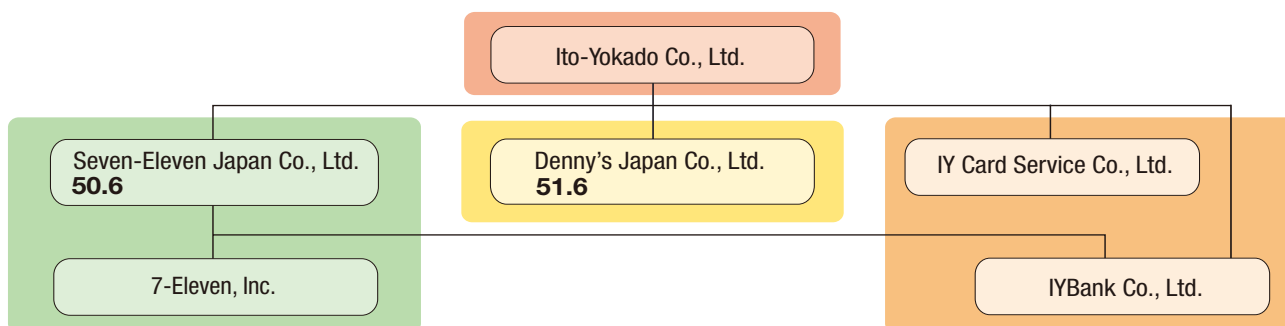 Ito-Yokado Co., Ltd.
Seven-Eleven Japan Co., Ltd.
50.6
Denny's Japan Co., Ltd.
51.6
IY Card Service Co., Ltd.
7-Eleven, Inc.
IYBank Co., Ltd.